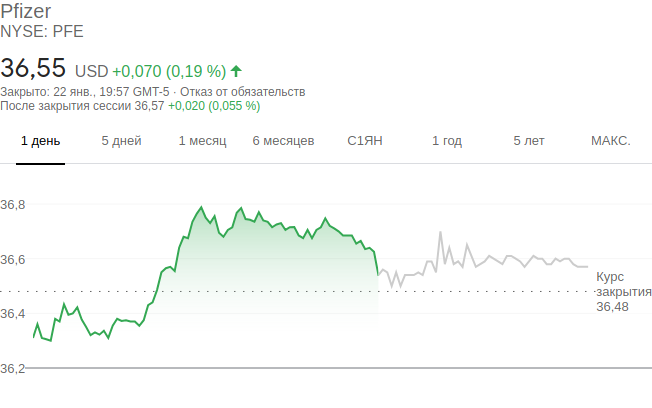 Pfizer
NYSE: PFE
36,55 USD +0,070 (0,19 %)
Закрыто: 22 янв., 19:57 GMT-5 · Отказ от обязательств
После закрытия сессии 36,57 +0,020 (0,055 %)
1 день 5 дней 1 месяц 6 месяцев С1ЯН 1 год 5 лет МАКС.
36,8
36,6
36,4
36,2
Курс
закрытия
36,48